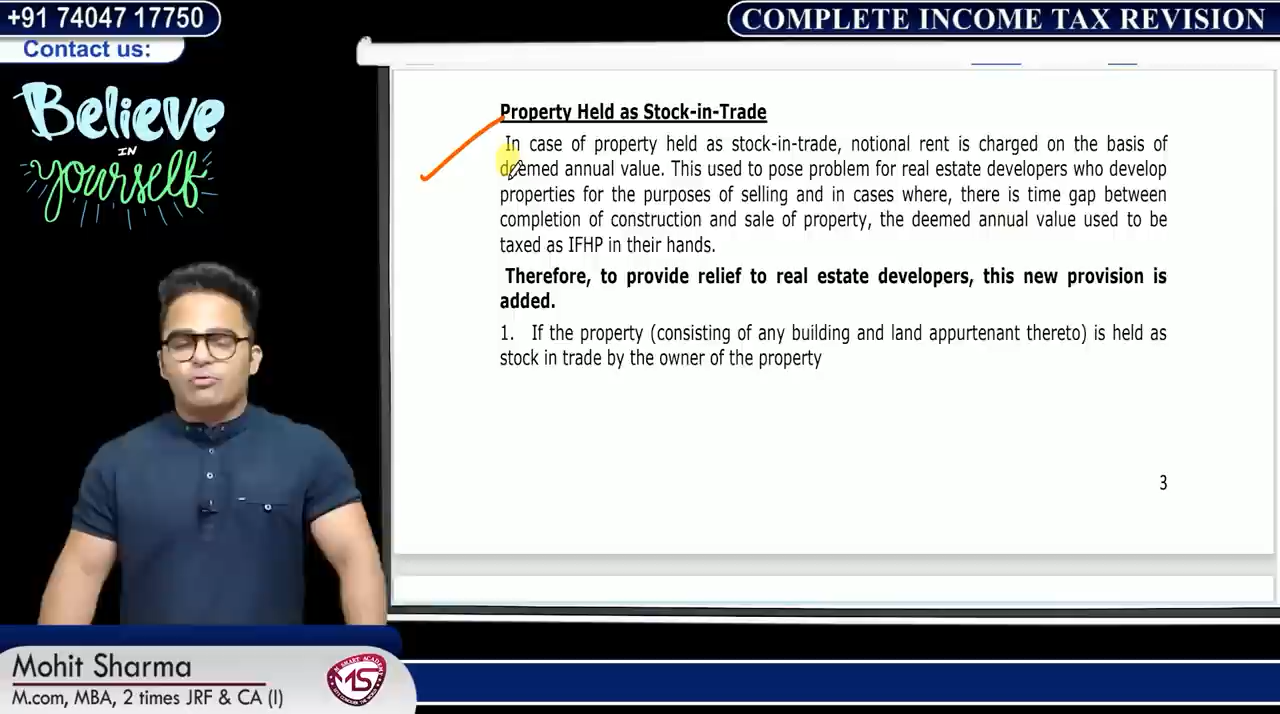 +91 74047 17750
Contact us:
COMPLETE INCOME TAX REVISION
Believe
IN
yourself
Property Held as Stock-in-Trade
In case of property held as stock-in-trade, notional rent is charged on the basis of
deemed annual value. This used to pose problem for real estate developers who develop
properties for the purposes of selling and in cases where, there is time gap between
completion of construction and sale of property, the deemed annual value used to be
taxed as IFHP in their hands.
Therefore, to provide relief to real estate developers, this new provision is
added.
1. If the property (consisting of any building and land appurtenant thereto) is held as
stock in trade by the owner of the property
3
Mohit Sharma
M.com, MBA, 2 times JRF & CA (I)
M SMART ACADEMY
MS